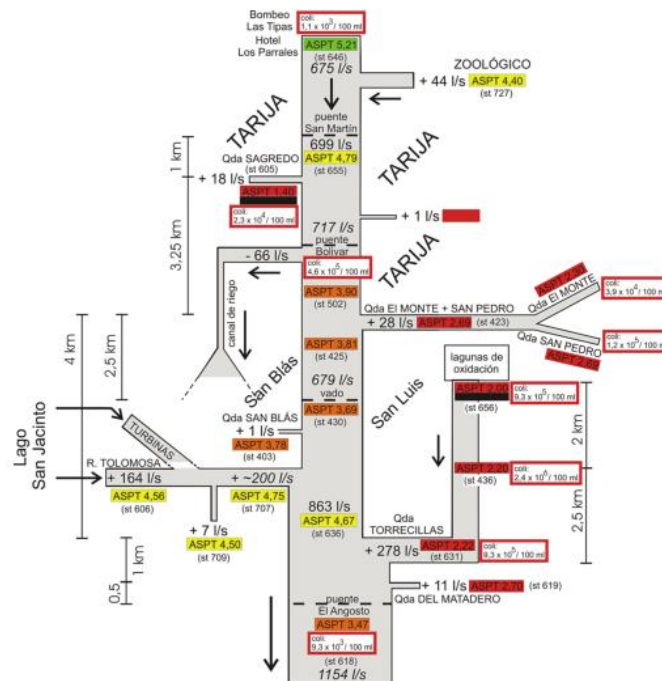 Bombeo
Las Tipas
coli:
1,1 x 10³/ 100 ml
Hotel
Los Parrales
ASPT 5,21
(st 646)
675 l/s
ZOOLÓGICO
+ 44 l/s ASPT 4,40
(st 727)
TARIJA
puente
San Martín
699 l/s
ASPT 4,79
(st 655)
TARIJA
1 km
Qda SAGREDO
(st 605)
+ 18 l/s
ASPT 1,40
coli:
2,3 x 10⁴/ 100 ml
+ 1 l/s
3,25 km
717 l/s
puente
Bolívar
- 66 l/s
coli:
4,6 x 10⁵/ 100 ml
TARIJA
ASPT 3,90
(st 502)
canal de riego
Qda El MONTE + SAN PEDRO
+ 28 l/s ASPT 2,69 (st 423)
ASPT 2,30
Qda El MONTE
coli:
3,9 x 10⁴/ 100 ml
Qda SAN PEDRO
ASPT 2,69
coli:
1,2 x 10⁵/ 100 ml
4 km
2,5 km
San Blás
ASPT 3,81
(st 425)
679 l/s
vado
ASPT 3,69
(st 430)
San Luis
lagunas de
oxidación
ASPT 2,00
(st 656)
coli:
9,3 x 10⁵/ 100 ml
2 km
Qda SAN BLÁS
+ 1 l/s
ASPT 3,78
(st 403)
Lago
San Jacinto
TURBINAS
R. TOLOMOSA
+ 164 l/s
ASPT 4,56
(st 606)
+ ~200 l/s
ASPT 4,75
(st 707)
+ 7 l/s
ASPT 4,50
(st 709)
863 l/s
ASPT 4,67
(st 636)
ASPT 2,20
(st 436)
100 ml
2,5 km
Qda
TORRECILLAS
+ 278 l/s
ASPT 2,22
(st 631)
coli:
9,3 x 10⁵/ 100 ml
1 km
0,5
+ 11 l/s ASPT 2,70 (st 619)
Qda DEL MATADERO
puente
El Angosto
ASPT 3,47
coli:
9,3 x 10³/ 100 ml
(st 618)
1154 l/s